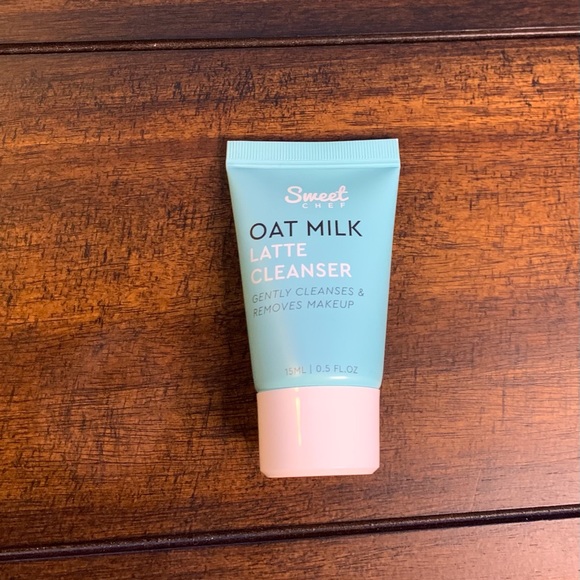 Sweet
CHEF
OAT MILK
LATTE
CLEANSER
GENTLY CLEANSES &
REMOVES MAKEUP
15ML | 0.5 FL.OZ